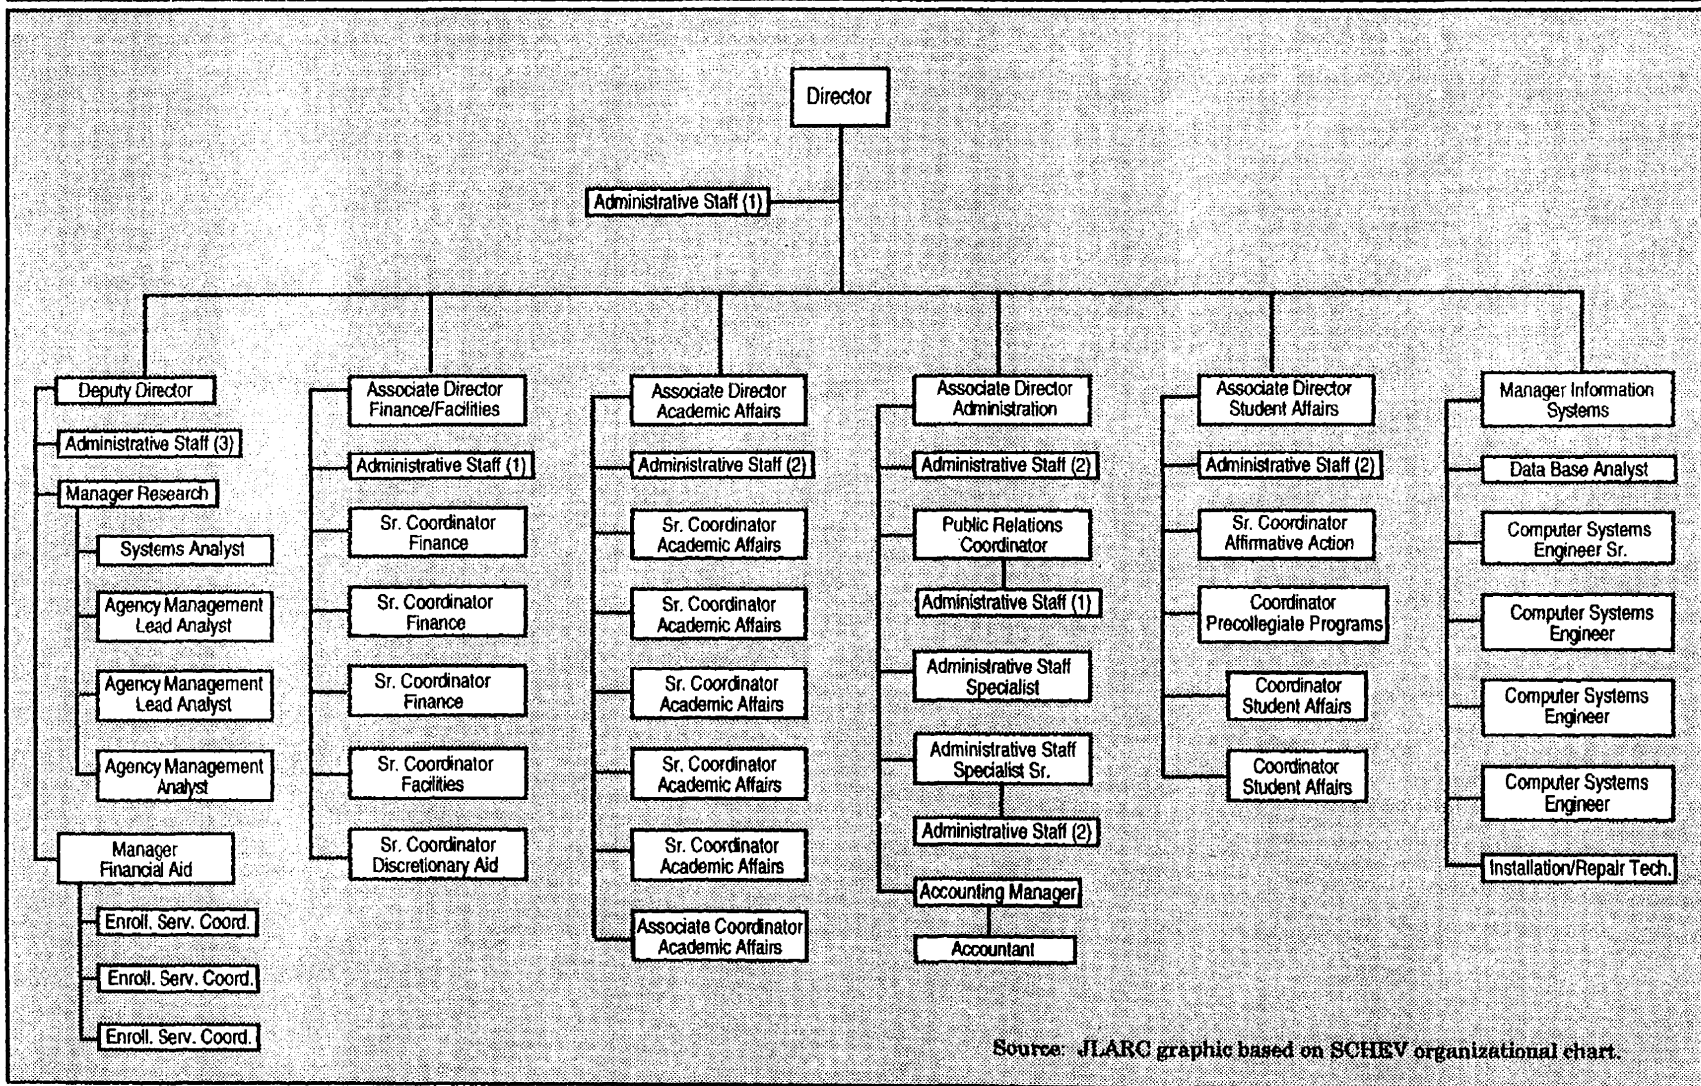 Director
Administrative Staff (1)
Deputy Director
Administrative Staff (3)
Manager Research
Systems Analyst
Agency Management
Lead Analyst
Agency Management
Lead Analyst
Agency Management
Analyst
Manager
Financial Aid
Enroll. Serv. Coord.
Enroll. Serv. Coord.
Enroll. Serv. Coord.
Associate Director
Finance/Facilities
Administrative Staff (1)
Sr. Coordinator
Finance
Sr. Coordinator
Finance
Sr. Coordinator
Finance
Sr. Coordinator
Facilities
Sr. Coordinator
Discretionary Aid
Associate Director
Academic Affairs
Administrative Staff (2)
Sr. Coordinator
Academic Affairs
Sr. Coordinator
Academic Affairs
Sr. Coordinator
Academic Affairs
Sr. Coordinator
Academic Affairs
Sr. Coordinator
Academic Affairs
Associate Coordinator
Academic Affairs
Associate Director
Administration
Administrative Staff (2)
Public Relations
Coordinator
Administrative Staff (1)
Administrative Staff
Specialist
Administrative Staff
Specialist Sr.
Administrative Staff (2)
Accounting Manager
Accountant
Associate Director
Student Affairs
Administrative Staff (2)
Sr. Coordinator
Affirmative Action
Coordinator
Precollegiate Programs
Coordinator
Student Affairs
Coordinator
Student Affairs
Manager Information
Systems
Data Base Analyst
Computer Systems
Engineer Sr.
Computer Systems
Engineer
Computer Systems
Engineer
Computer Systems
Engineer
Installation/Repair Tech.
Source: JLARC graphic based on SCHEV organizational chart.